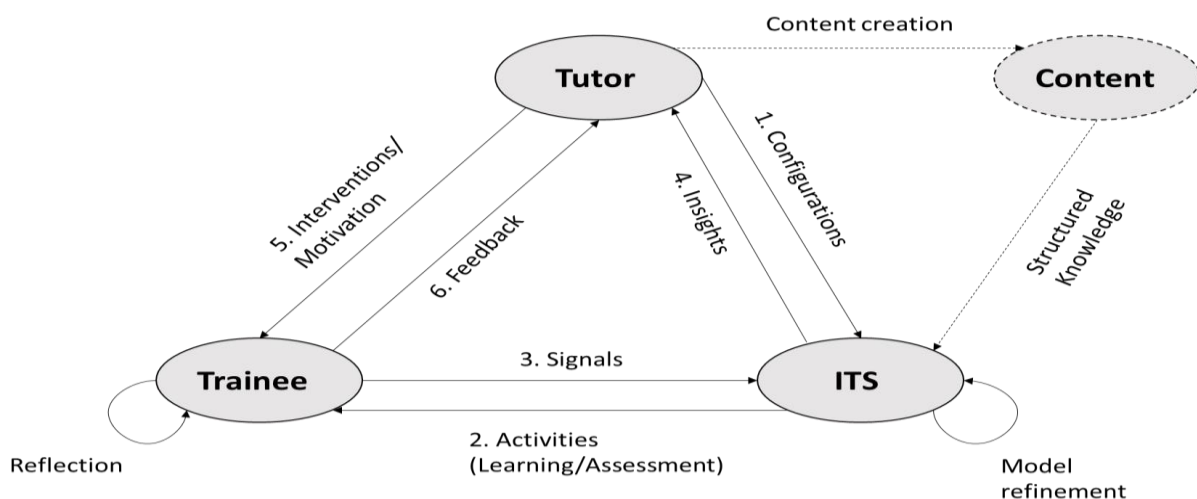 Content creation
Tutor
Content
1. Configurations
4. Insights
5. Interventions/
Motivation
6. Feedback
Structured
Knowledge
3. Signals
Trainee
ITS
2. Activities
(Learning/Assessment)
Reflection
Model
refinement